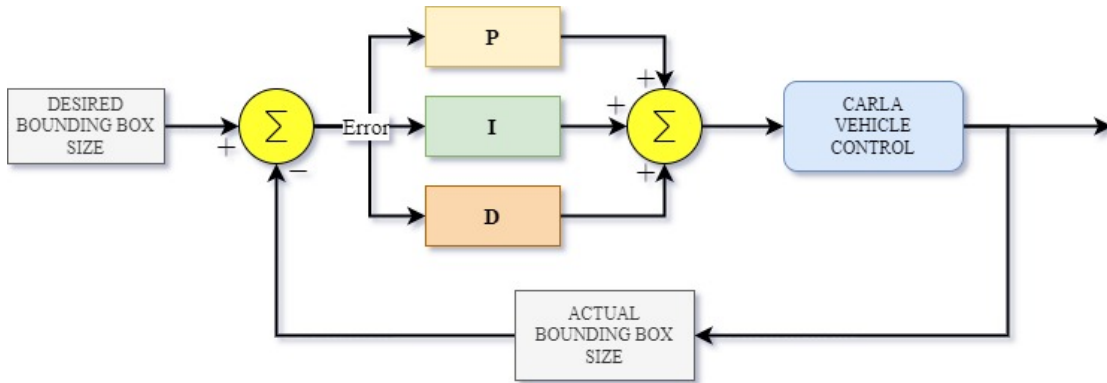 DESIRED
BOUNDING BOX
SIZE
+
Σ
−
Error
P
I
D
+
+
+
Σ
CARLA
VEHICLE
CONTROL
ACTUAL
BOUNDING BOX
SIZE